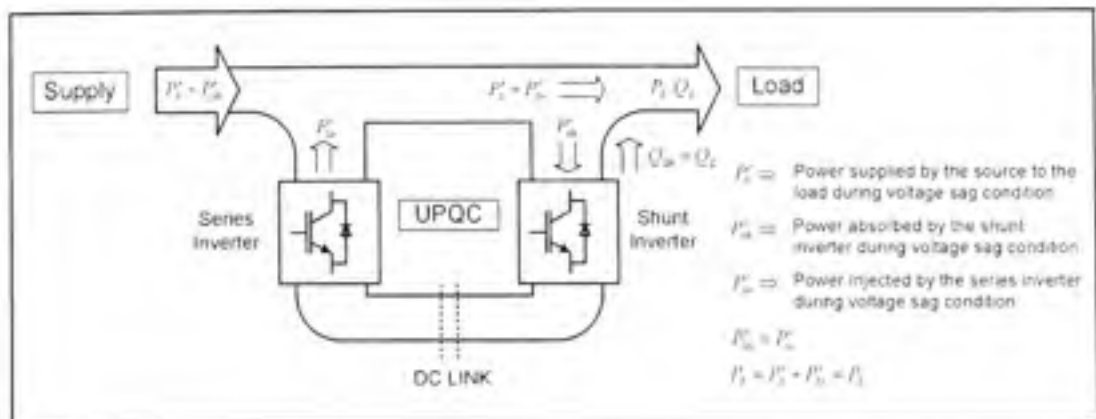 Supply
Load
Series
Inverter
UPQC
Shunt
Inverter
DC LINK
Power supplied by the source to the
load during voltage sag condition
Power absorbed by the shunt
inverter during voltage sag condition
Power injected by the series inverter
during voltage sag condition